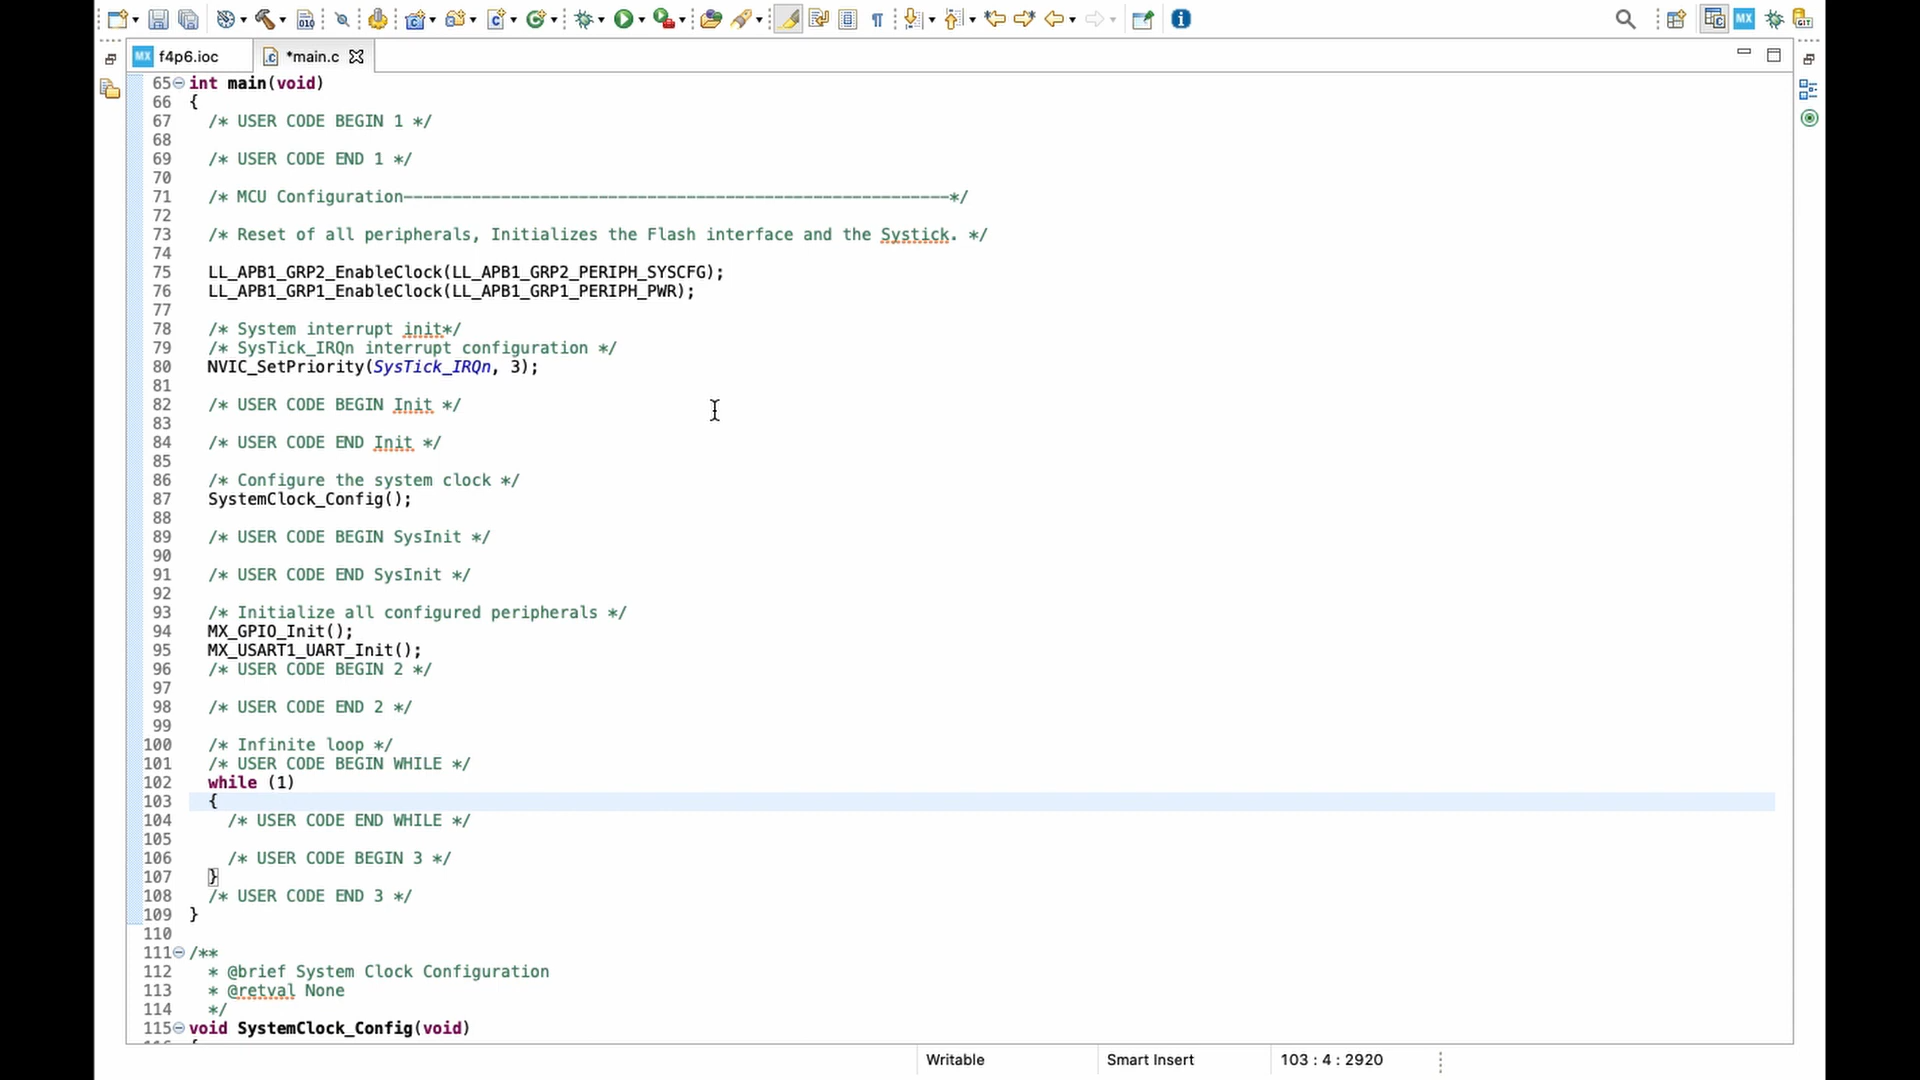 MX f4p6.ioc
*main.c
65 int main(void)
66 {
67 /* USER CODE BEGIN 1 */
68
69 /* USER CODE END 1 */
70
71 /* MCU Configuration--------------------------------------------------------*/
72
73 /* Reset of all peripherals, Initializes the Flash interface and the Systick. */
74
75 LL_APB1_GRP2_EnableClock(LL_APB1_GRP2_PERIPH_SYSCFG);
76 LL_APB1_GRP1_EnableClock(LL_APB1_GRP1_PERIPH_PWR);
77
78 /* System interrupt init*/
79 /* SysTick_IRQn interrupt configuration */
80 NVIC_SetPriority(SysTick_IRQn, 3);
81
82 /* USER CODE BEGIN Init */
83
84 /* USER CODE END Init */
85
86 /* Configure the system clock */
87 SystemClock_Config();
88
89 /* USER CODE BEGIN SysInit */
90
91 /* USER CODE END SysInit */
92
93 /* Initialize all configured peripherals */
94 MX_GPIO_Init();
95 MX_USART1_UART_Init();
96 /* USER CODE BEGIN 2 */
97
98 /* USER CODE END 2 */
99
100 /* Infinite loop */
101 /* USER CODE BEGIN WHILE */
102 while (1)
103 {
104 /* USER CODE END WHILE */
105
106 /* USER CODE BEGIN 3 */
107 }
108 /* USER CODE END 3 */
109 }
110
111 /**
112 * @brief System Clock Configuration
113 * @retval None
114 */
115 void SystemClock_Config(void)
Writable
Smart Insert
103 : 4 : 2920